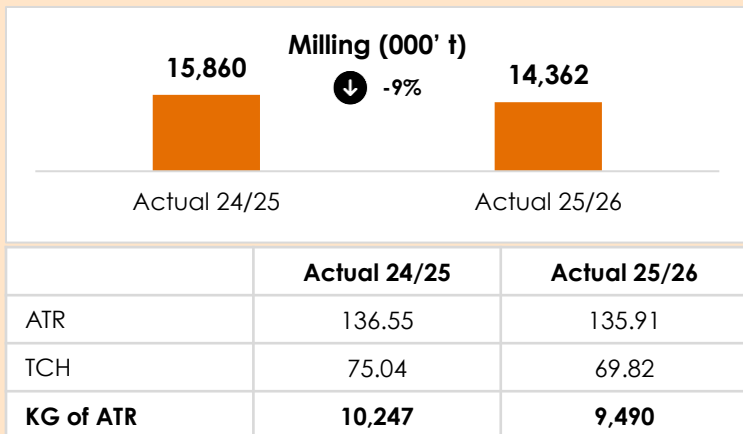 Milling (000' t)
15,860
-9%
14,362
Actual 24/25
Actual 25/26
Actual 24/25 Actual 25/26
ATR 136.55 135.91
TCH 75.04 69.82
KG of ATR 10,247 9,490